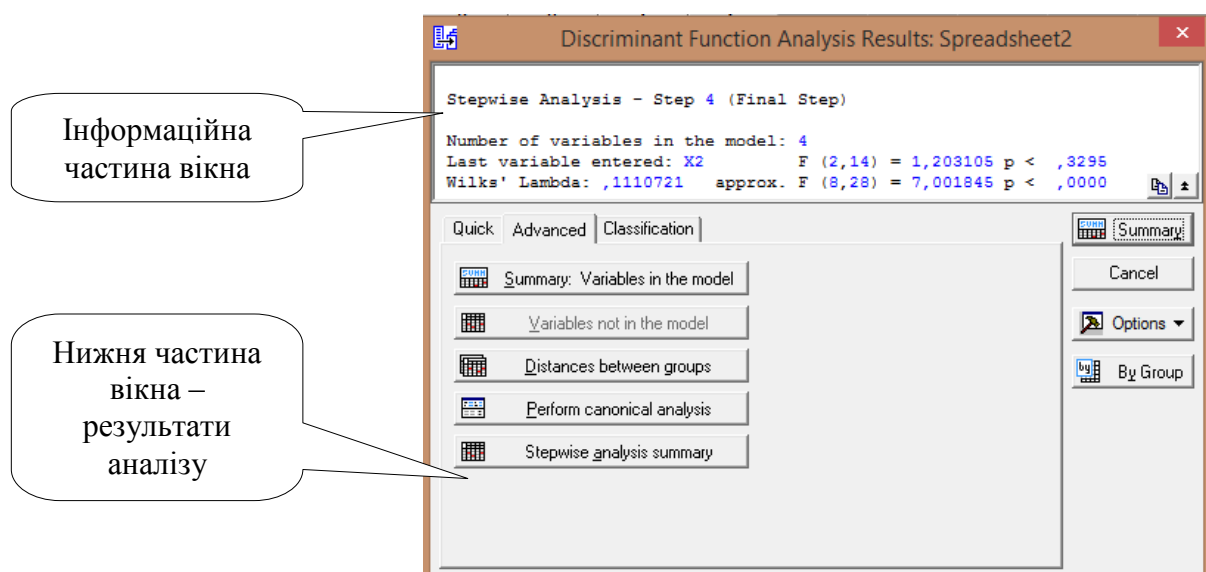 Discriminant Function Analysis Results: Spreadsheet2
Stepwise Analysis - Step 4 (Final Step)
Number of variables in the model: 4
Last variable entered: X2 F (2,14) = 1,203105 p < ,3295
Wilks' Lambda: ,1110721 approx. F (8,28) = 7,001845 p < ,0000
Інформаційна
частина вікна
Quick Advanced Classification
Summary
Summary: Variables in the model
Cancel
Variables not in the model
Options
Distances between groups
By Group
Perform canonical analysis
Stepwise analysis summary
Нижня частина
вікна –
результати
аналізу